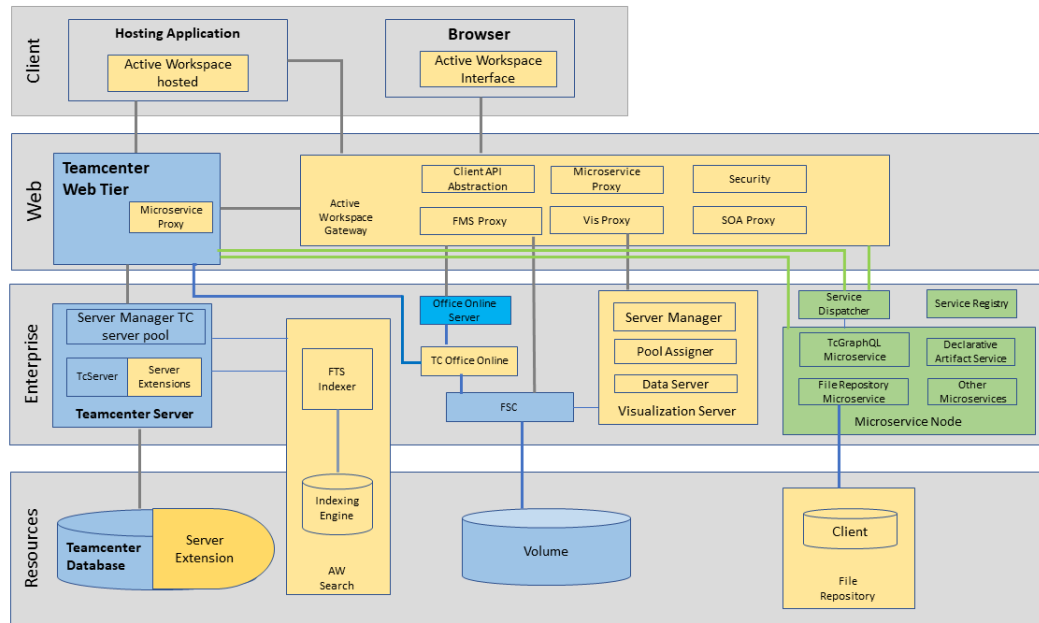 Client
Hosting Application
Active Workspace
hosted
Browser
Active Workspace
Interface
Web
Teamcenter
Web Tier
Microservice
Proxy
Active
Workspace
Gateway
Client API
Abstraction
Microservice
Proxy
Security
FMS Proxy
Vis Proxy
SOA Proxy
Enterprise
Server Manager TC
server pool
TcServer
Server
Extensions
Teamcenter Server
FTS
Indexer
Office Online
Server
TC Office Online
FSC
Server Manager
Pool Assigner
Data Server
Visualization Server
Service
Dispatcher
Service Registry
TcGraphQL
Microservice
Declarative
Artifact Service
File Repository
Microservice
Other
Microservices
Microservice Node
Resources
Teamcenter
Database
Server
Extension
Indexing
Engine
AW
Search
Volume
Client
File
Repository